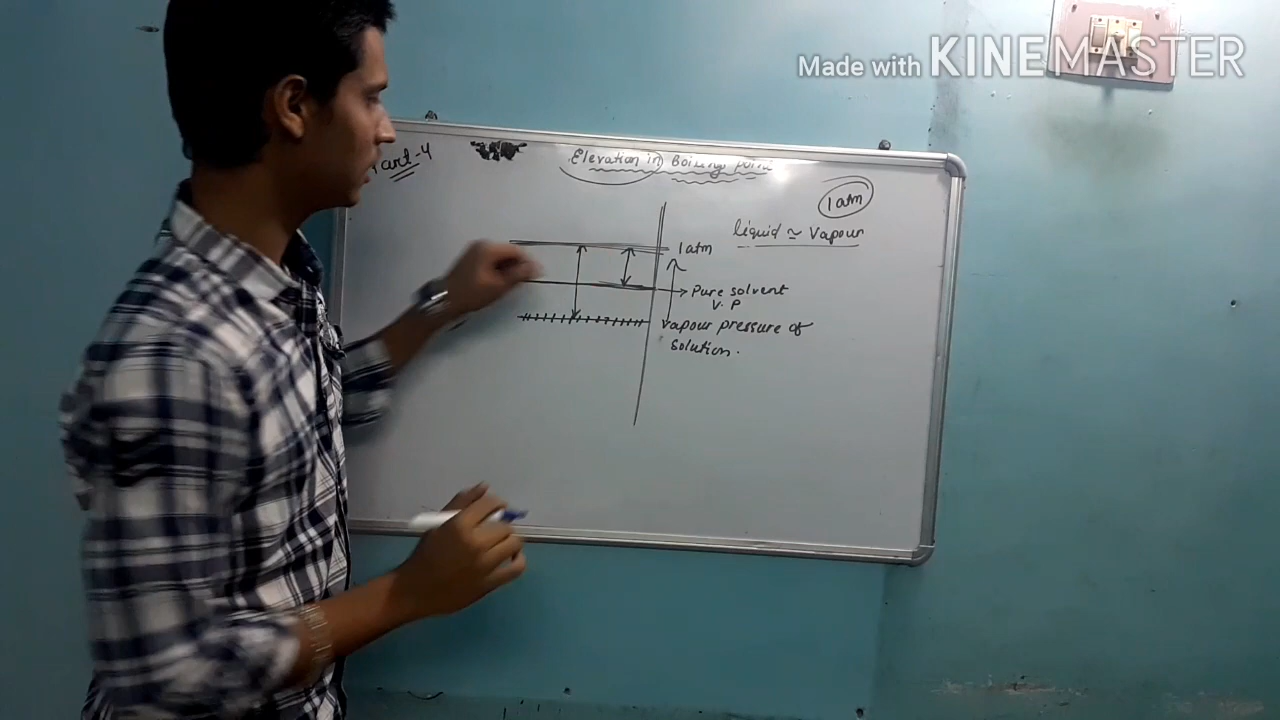 Made with KINEMASTER
Part-4
Elevation in Boiling point
1 atm
liquid ≃ Vapour
1 atm
Pure solvent
V. P
Vapour pressure of
solution.